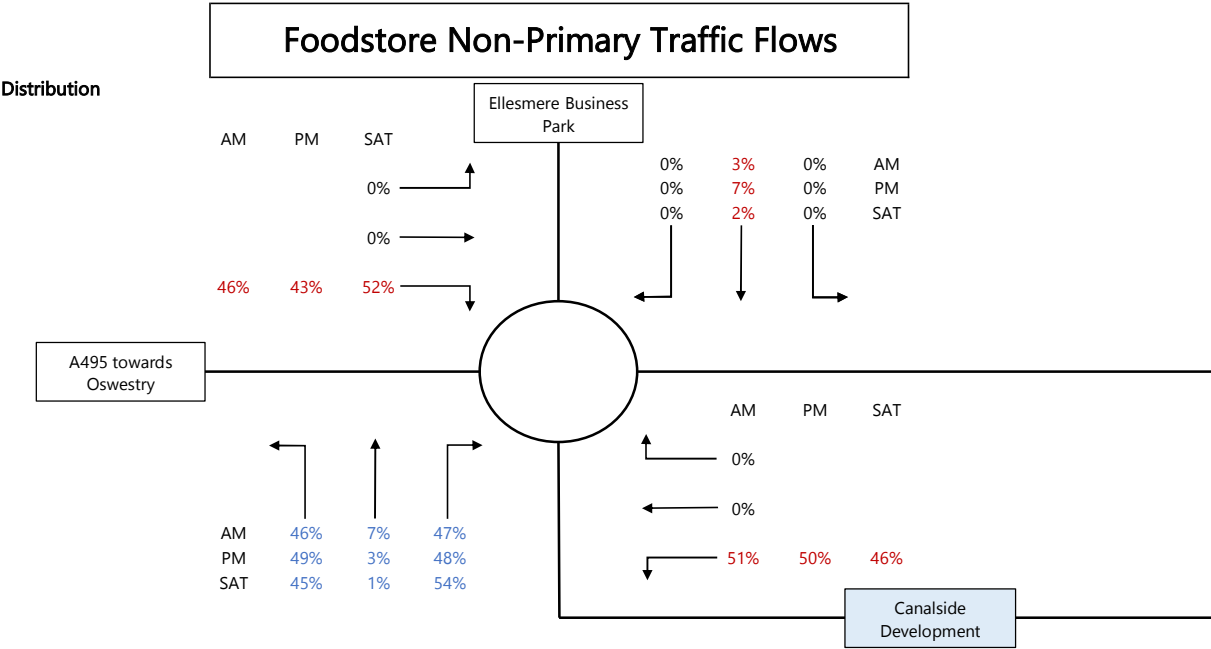 Foodstore Non-Primary Traffic Flows
Distribution
Ellesmere Business
Park
AM PM SAT
0%
0%
46% 43% 52%
0% 3% 0% AM
0% 7% 0% PM
0% 2% 0% SAT
A495 towards
Oswestry
AM PM SAT
0%
0%
51% 50% 46%
AM 46% 7% 47%
PM 49% 3% 48%
SAT 45% 1% 54%
Canalside
Development